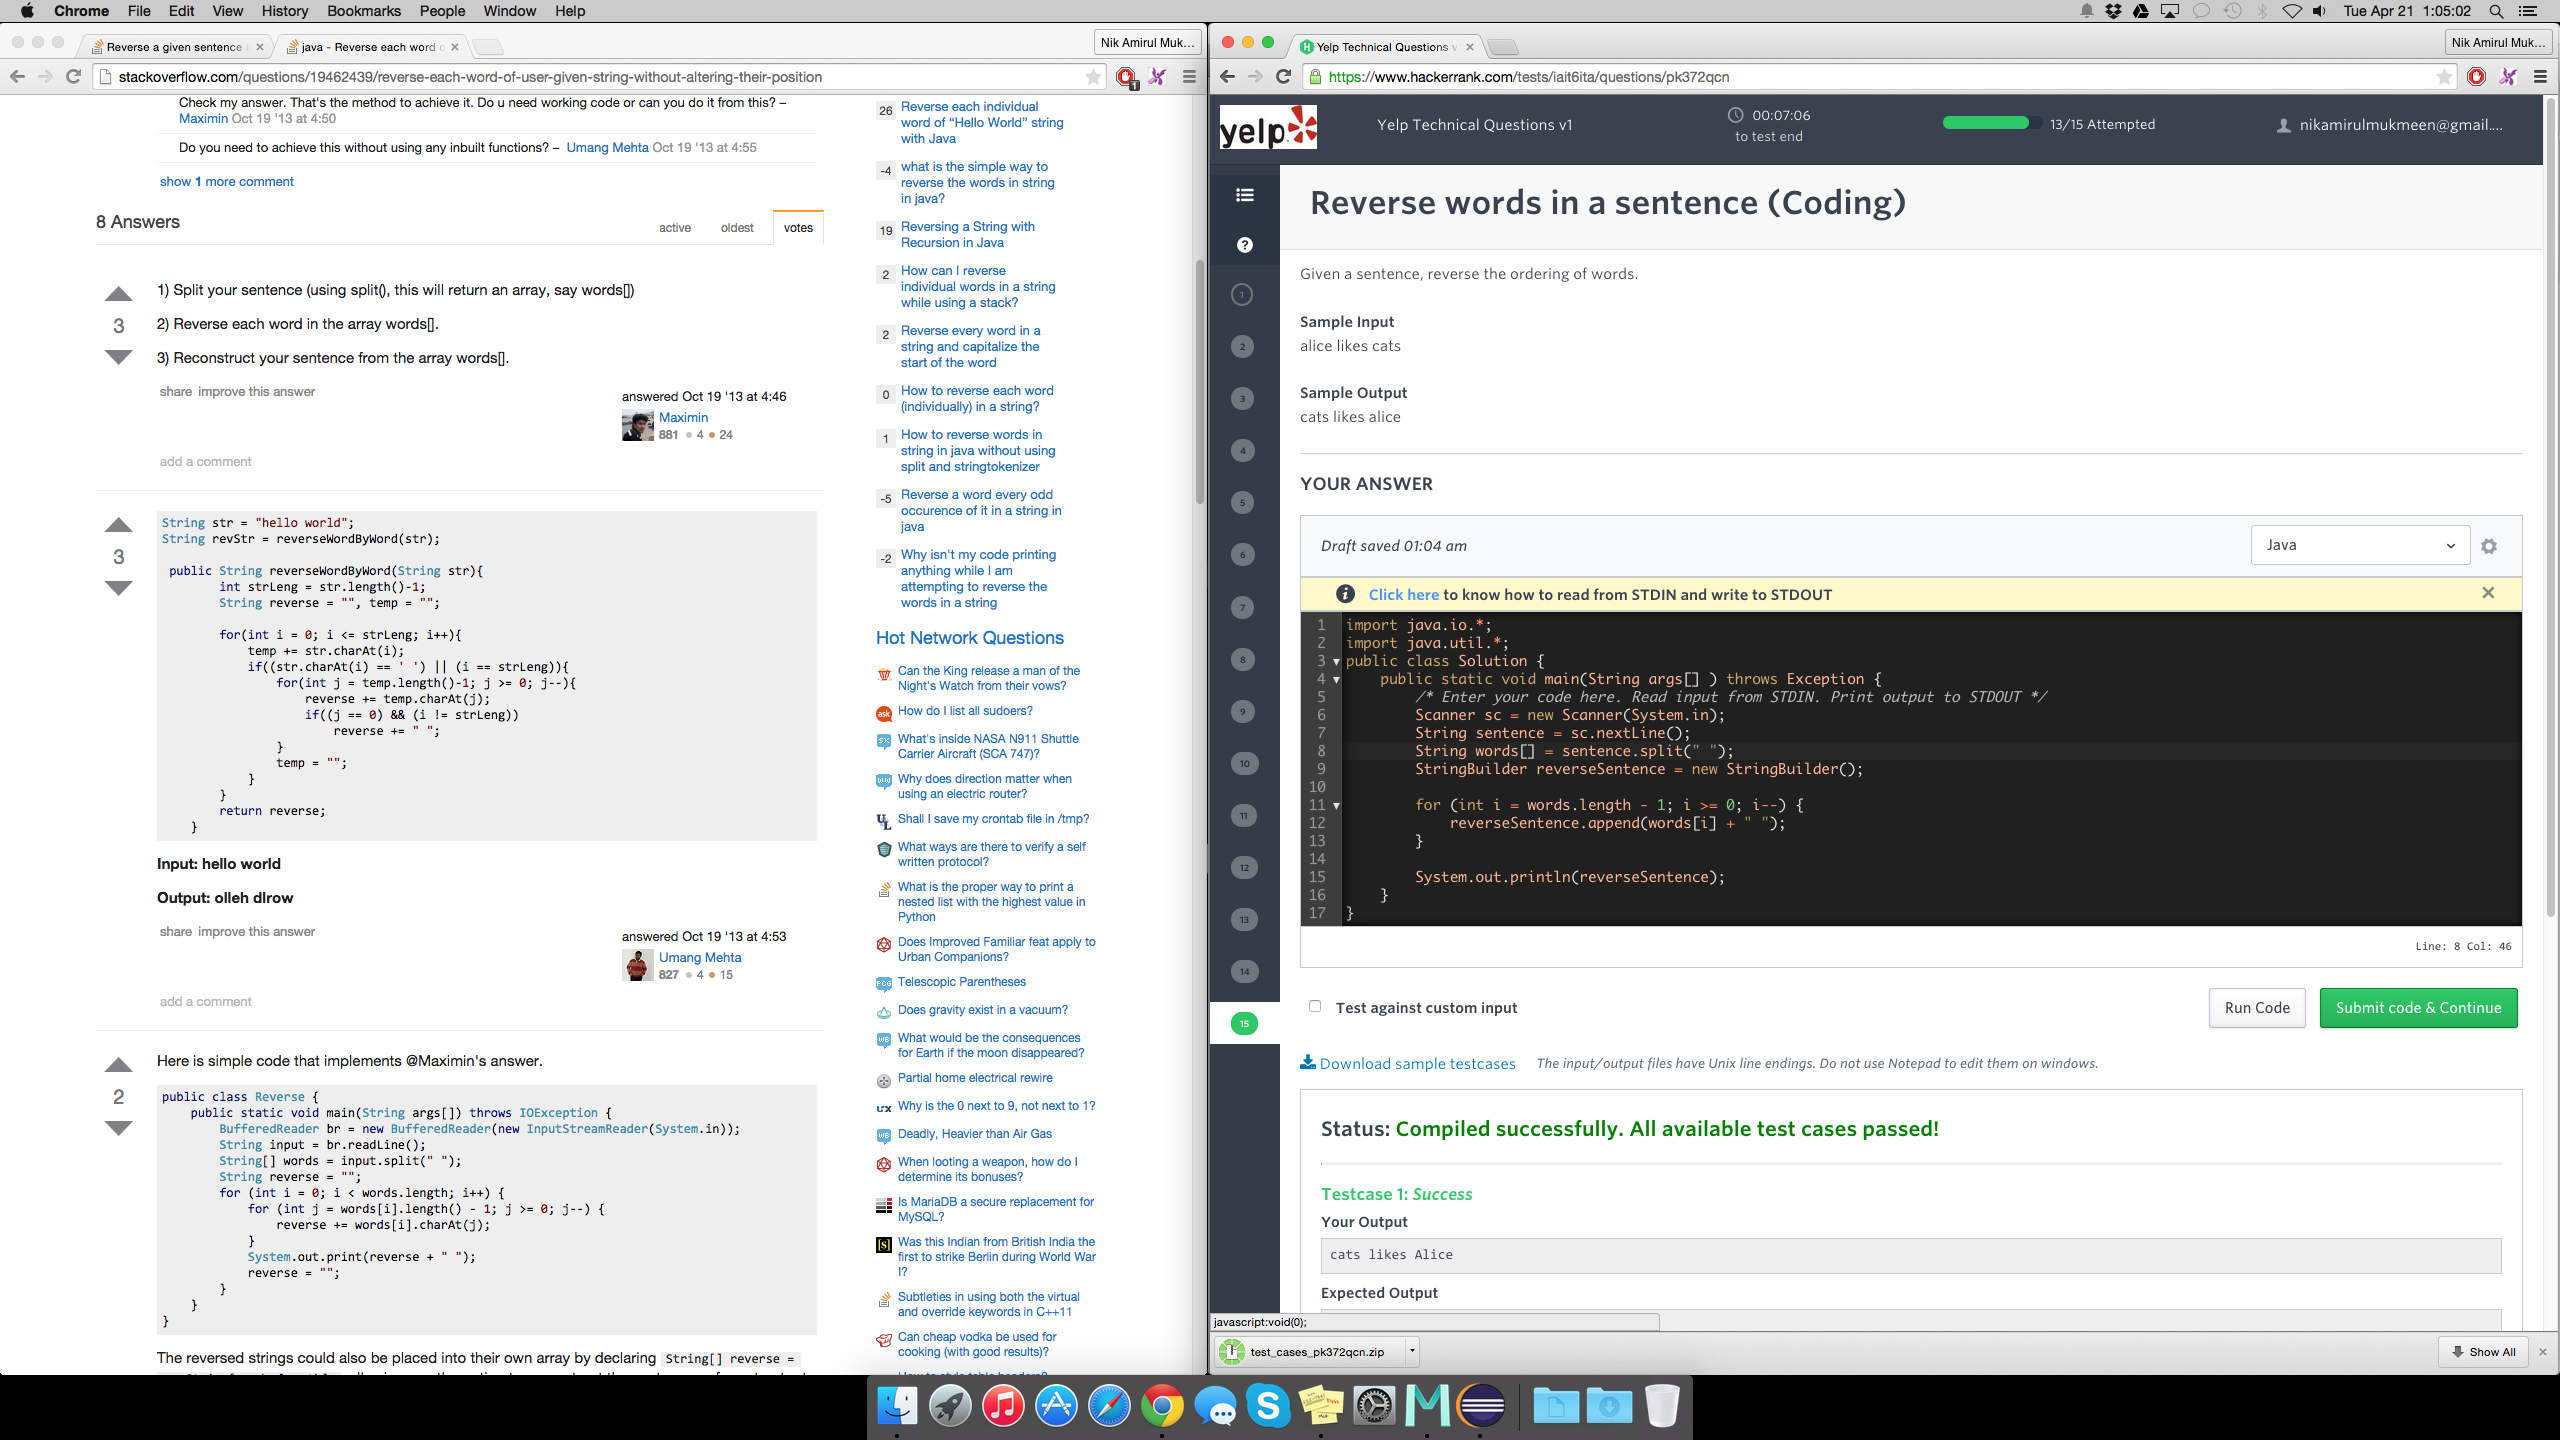 Chrome File Edit View History Bookmarks People Window Help
Tue Apr 21 1:05:02
Reverse a given sentence
java - Reverse each word o
Nik Amirul Muk...
stackoverflow.com/questions/19462439/reverse-each-word-of-user-given-string-without-altering-their-position
Check my answer. That's the method to achieve it. Do u need working code or can you do it from this? –
Maximin Oct 19 '13 at 4:50
Do you need to achieve this without using any inbuilt functions? – Umang Mehta Oct 19 '13 at 4:55
show 1 more comment
8 Answers
active oldest votes
3
1) Split your sentence (using split(), this will return an array, say words[])
2) Reverse each word in the array words[].
3) Reconstruct your sentence from the array words[].
share improve this answer
answered Oct 19 '13 at 4:46
Maximin
881 4 24
add a comment
3
String str = "hello world";
String revStr = reverseWordByWord(str);
public String reverseWordByWord(String str){
int strLeng = str.length()-1;
String reverse = "", temp = "";
for(int i = 0; i <= strLeng; i++){
temp += str.charAt(i);
if((str.charAt(i) == ' ') || (i == strLeng)){
for(int j = temp.length()-1; j >= 0; j--){
reverse += temp.charAt(j);
if((j == 0) && (i != strLeng))
reverse += " ";
}
temp = "";
}
}
return reverse;
}
Input: hello world
Output: olleh dlrow
share improve this answer
answered Oct 19 '13 at 4:53
Umang Mehta
827 4 15
add a comment
2
Here is simple code that implements @Maximin's answer.
public class Reverse {
public static void main(String args[]) throws IOException {
BufferedReader br = new BufferedReader(new InputStreamReader(System.in));
String input = br.readLine();
String[] words = input.split(" ");
String reverse = "";
for (int i = 0; i < words.length; i++) {
for (int j = words[i].length() - 1; j >= 0; j--) {
reverse += words[i].charAt(j);
}
System.out.print(reverse + " ");
reverse = "";
}
}
}
The reversed strings could also be placed into their own array by declaring String[] reverse =
26 Reverse each individual
word of “Hello World” string
with Java
-4 what is the simple way to
reverse the words in string
in java?
19 Reversing a String with
Recursion in Java
2 How can I reverse
individual words in a string
while using a stack?
2 Reverse every word in a
string and capitalize the
start of the word
0 How to reverse each word
(individually) in a string?
1 How to reverse words in
string in java without using
split and stringtokenizer
-5 Reverse a word every odd
occurence of it in a string in
java
-2 Why isn't my code printing
anything while I am
attempting to reverse the
words in a string
Hot Network Questions
Can the King release a man of the
Night's Watch from their vows?
ask How do I list all sudoers?
SX What's inside NASA N911 Shuttle
Carrier Aircraft (SCA 747)?
Why does direction matter when
using an electric router?
UL Shall I save my crontab file in /tmp?
What ways are there to verify a self
written protocol?
What is the proper way to print a
nested list with the highest value in
Python
Does Improved Familiar feat apply to
Urban Companions?
PCG Telescopic Parentheses
Does gravity exist in a vacuum?
WB What would be the consequences
for Earth if the moon disappeared?
Partial home electrical rewire
ux Why is the 0 next to 9, not next to 1?
WB Deadly, Heavier than Air Gas
When looting a weapon, how do I
determine its bonuses?
Is MariaDB a secure replacement for
MySQL?
[S] Was this Indian from British India the
first to strike Berlin during World War
I?
Subtleties in using both the virtual
and override keywords in C++11
Can cheap vodka be used for
cooking (with good results)?
Yelp Technical Questions v
Nik Amirul Muk...
https://www.hackerrank.com/tests/iait6ita/questions/pk372qcn
yelp
Yelp Technical Questions v1
00:07:06
to test end
13/15 Attempted
nikamirulmukmeen@gmail....
Reverse words in a sentence (Coding)
1
2
3
4
5
6
7
8
9
10
11
12
13
14
15
Given a sentence, reverse the ordering of words.
Sample Input
alice likes cats
Sample Output
cats likes alice
YOUR ANSWER
Draft saved 01:04 am
Java
Click here to know how to read from STDIN and write to STDOUT
1 import java.io.*;
2 import java.util.*;
3 public class Solution {
4 public static void main(String args[] ) throws Exception {
5 /* Enter your code here. Read input from STDIN. Print output to STDOUT */
6 Scanner sc = new Scanner(System.in);
7 String sentence = sc.nextLine();
8 String words[] = sentence.split(" ");
9 StringBuilder reverseSentence = new StringBuilder();
10
11 for (int i = words.length - 1; i >= 0; i--) {
12 reverseSentence.append(words[i] + " ");
13 }
14
15 System.out.println(reverseSentence);
16 }
17 }
Line: 8 Col: 46
Test against custom input
Run Code
Submit code & Continue
Download sample testcases The input/output files have Unix line endings. Do not use Notepad to edit them on windows.
Status: Compiled successfully. All available test cases passed!
Testcase 1: Success
Your Output
cats likes Alice
Expected Output
javascript:void(0);
test_cases_pk372qcn.zip
Show All